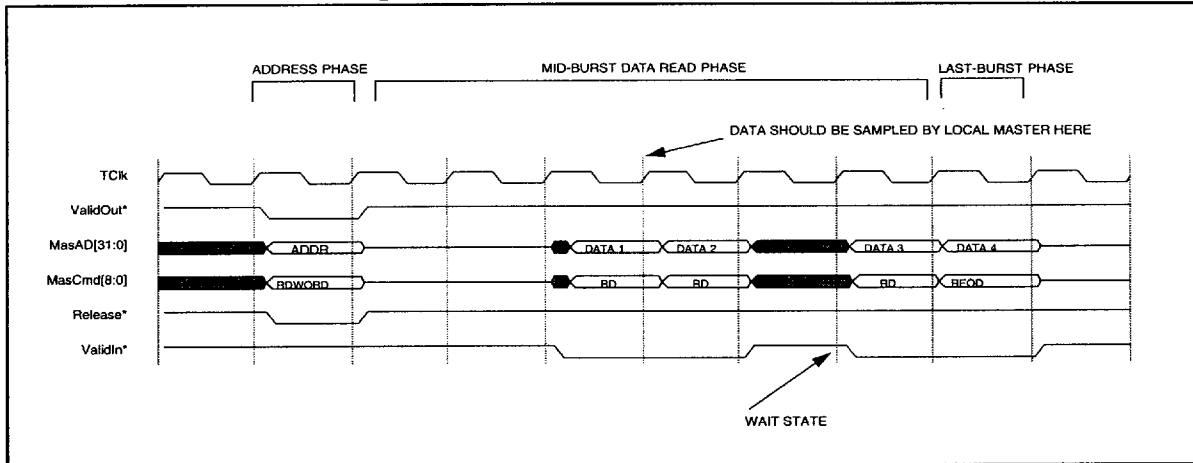 ADDRESS PHASE
MID-BURST DATA READ PHASE
LAST-BURST PHASE
DATA SHOULD BE SAMPLED BY LOCAL MASTER HERE
TClk
ValidOut*
MasAD[31:0]
ADDR
DATA 1
DATA 2
DATA 3
DATA 4
MasCmd[8:0]
RDWORD
RD
RD
RD
REOD
Release*
ValidIn*
WAIT STATE